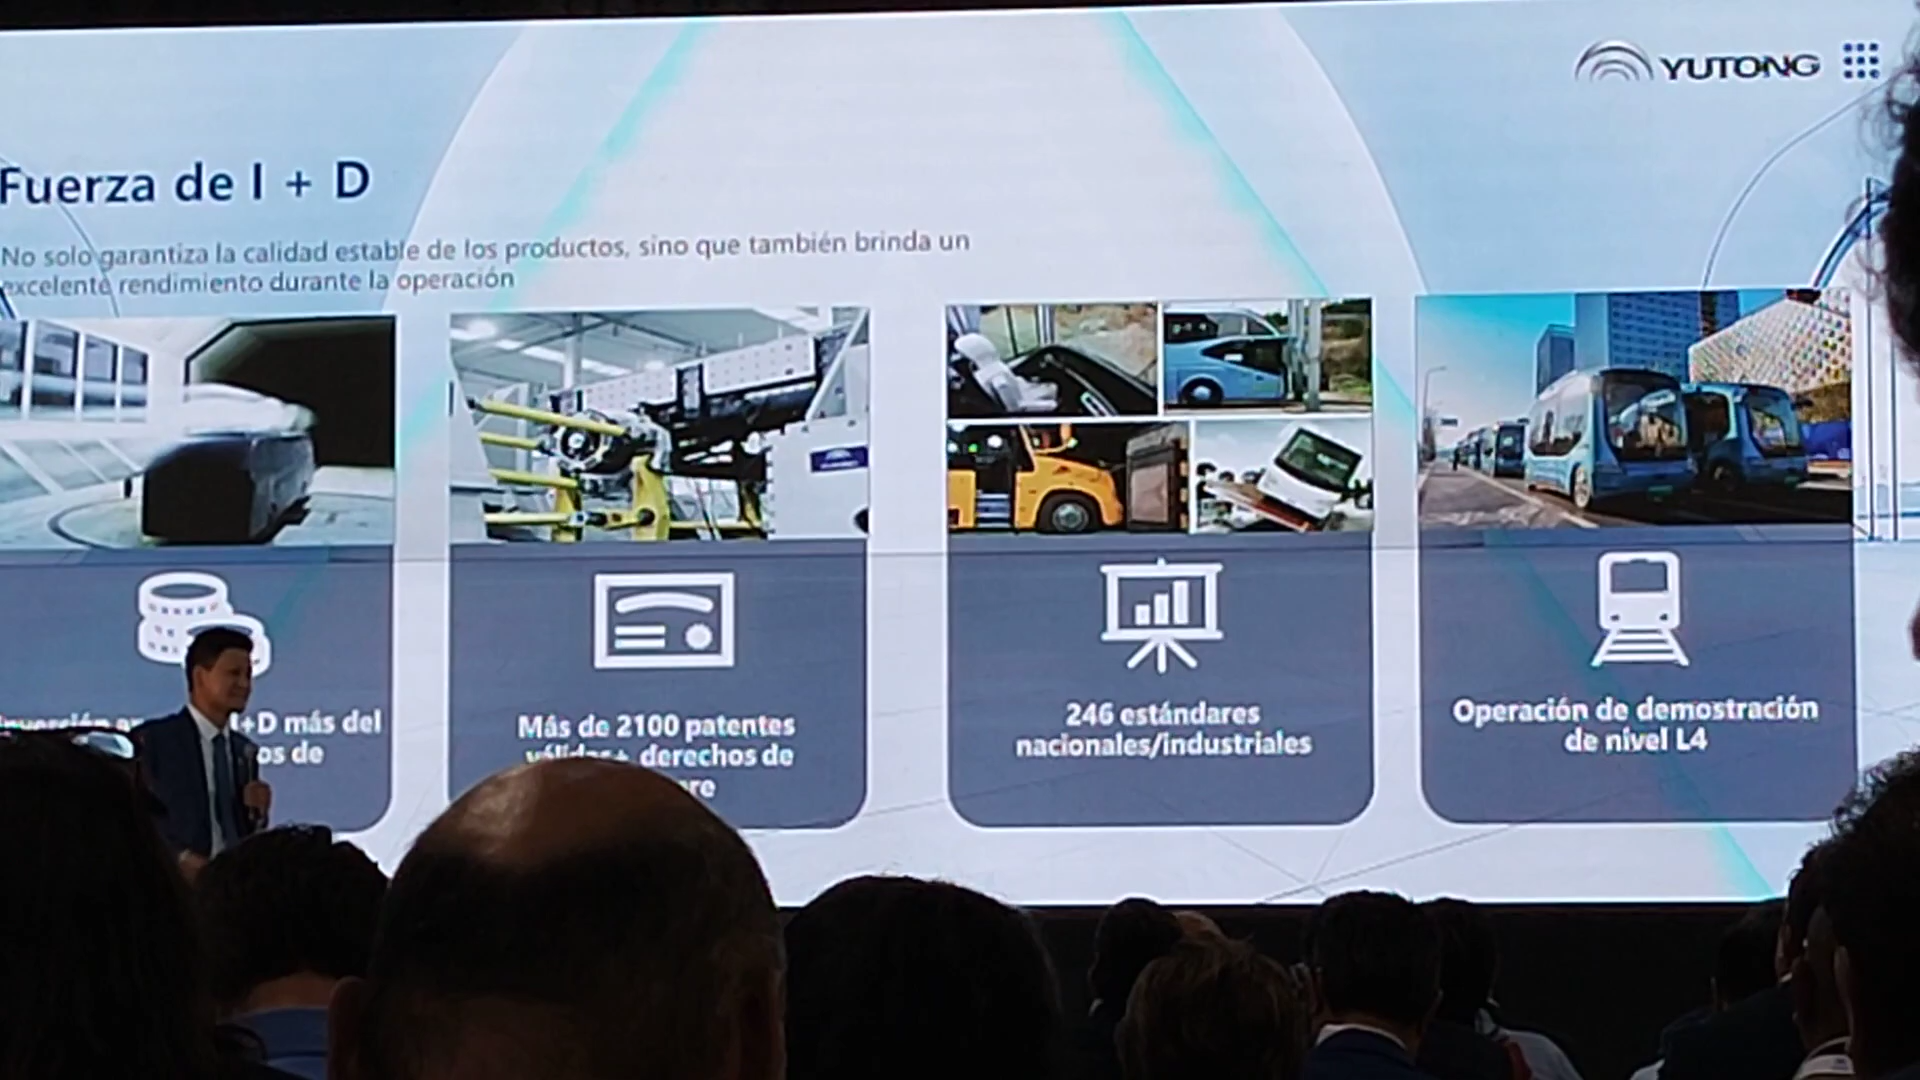 YUTONG
Fuerza de I + D
No solo garantiza la calidad estable de los productos, sino que también brinda un
excelente rendimiento durante la operación
I+D más del
de
Más de 2100 patentes
derechos de
246 estándares
nacionales/industriales
Operación de demostración
de nivel L4